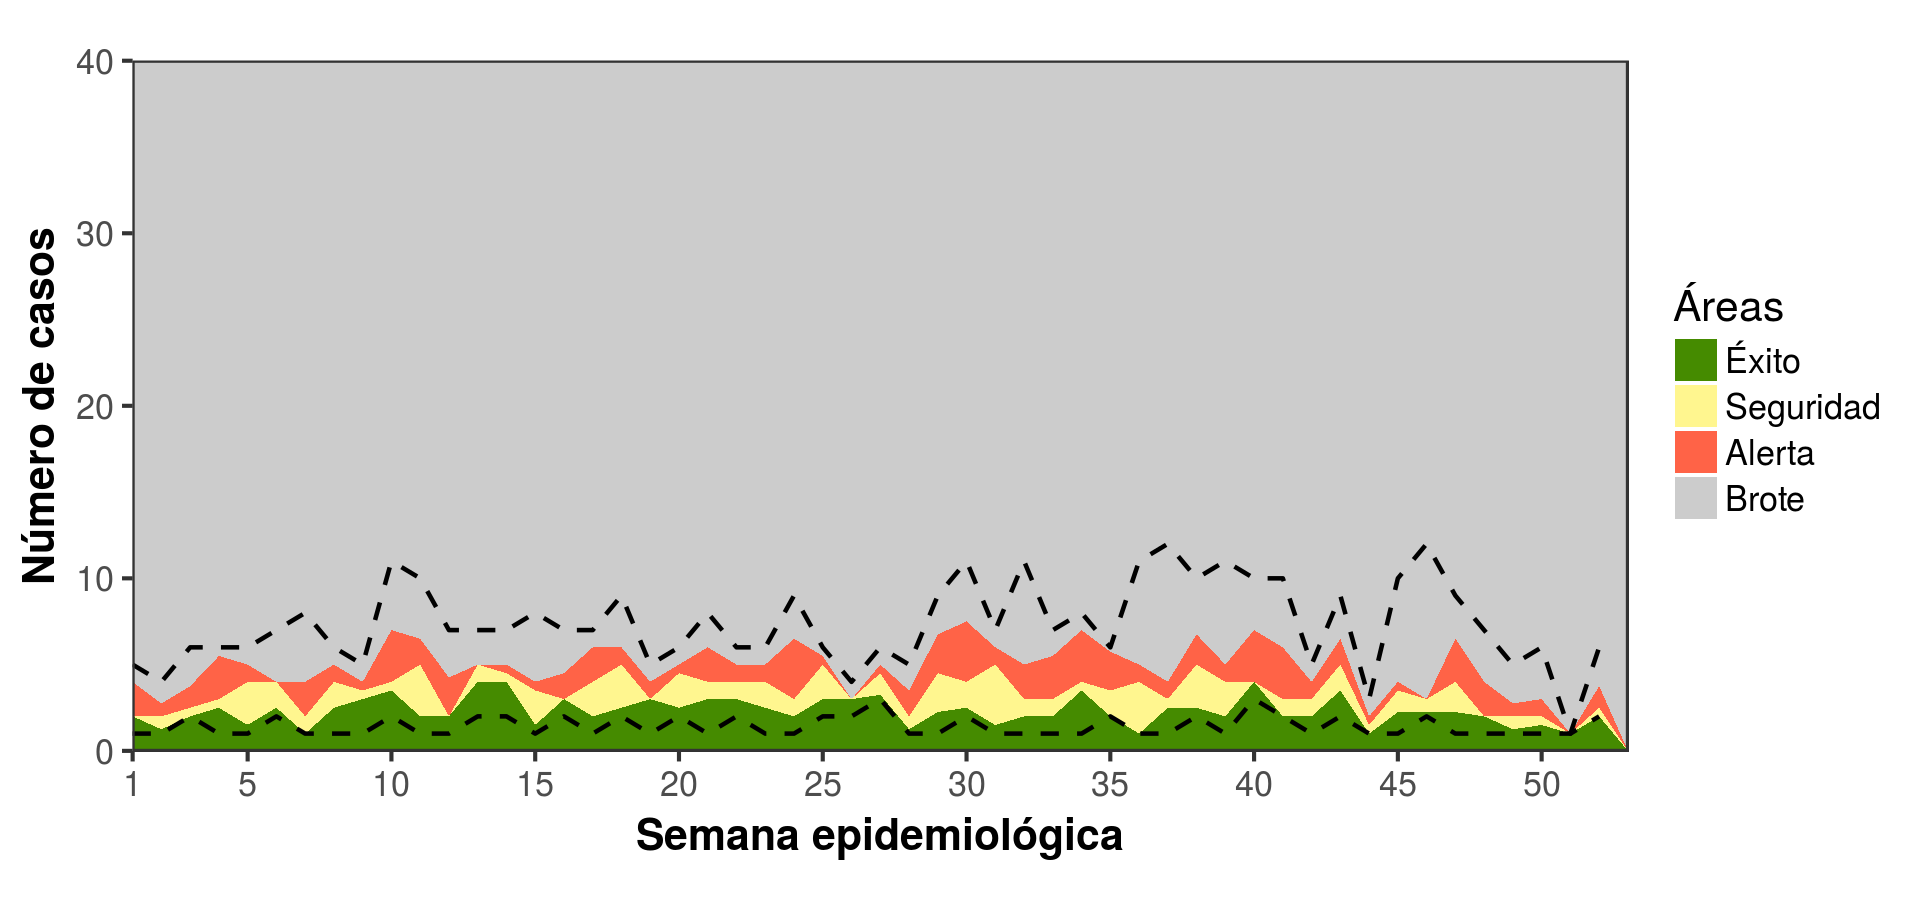 40
30
20
10
0
1 5 10 15 20 25 30 35 40 45 50
Número de casos
Semana epidemiológica
Áreas
Éxito
Seguridad
Alerta
Brote